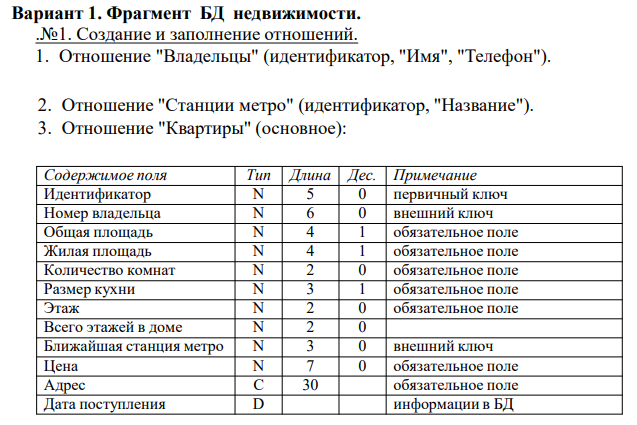 Вариант 1. Фрагмент БД недвижимости.
.№1. Создание и заполнение отношений.
1. Отношение "Владельцы" (идентификатор, "Имя", "Телефон").
2. Отношение "Станции метро" (идентификатор, "Название").
3. Отношение "Квартиры" (основное):
Содержимое поля Тип Длина Дес. Примечание
Идентификатор N 5 0 первичный ключ
Номер владельца N 6 0 внешний ключ
Общая площадь N 4 1 обязательное поле
Жилая площадь N 4 1 обязательное поле
Количество комнат N 2 0 обязательное поле
Размер кухни N 3 1 обязательное поле
Этаж N 2 0 обязательное поле
Всего этажей в доме N 2 0
Ближайшая станция метро N 3 0 внешний ключ
Цена N 7 0 обязательное поле
Адрес C 30 обязательное поле
Дата поступления D информации в БД